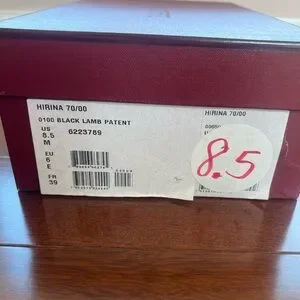 HIRINA 70/00
0100 BLACK LAMB PATENT
US
8.5
M
6223789
EU
6
E
FR
39
HIRINA 70/00
8.5